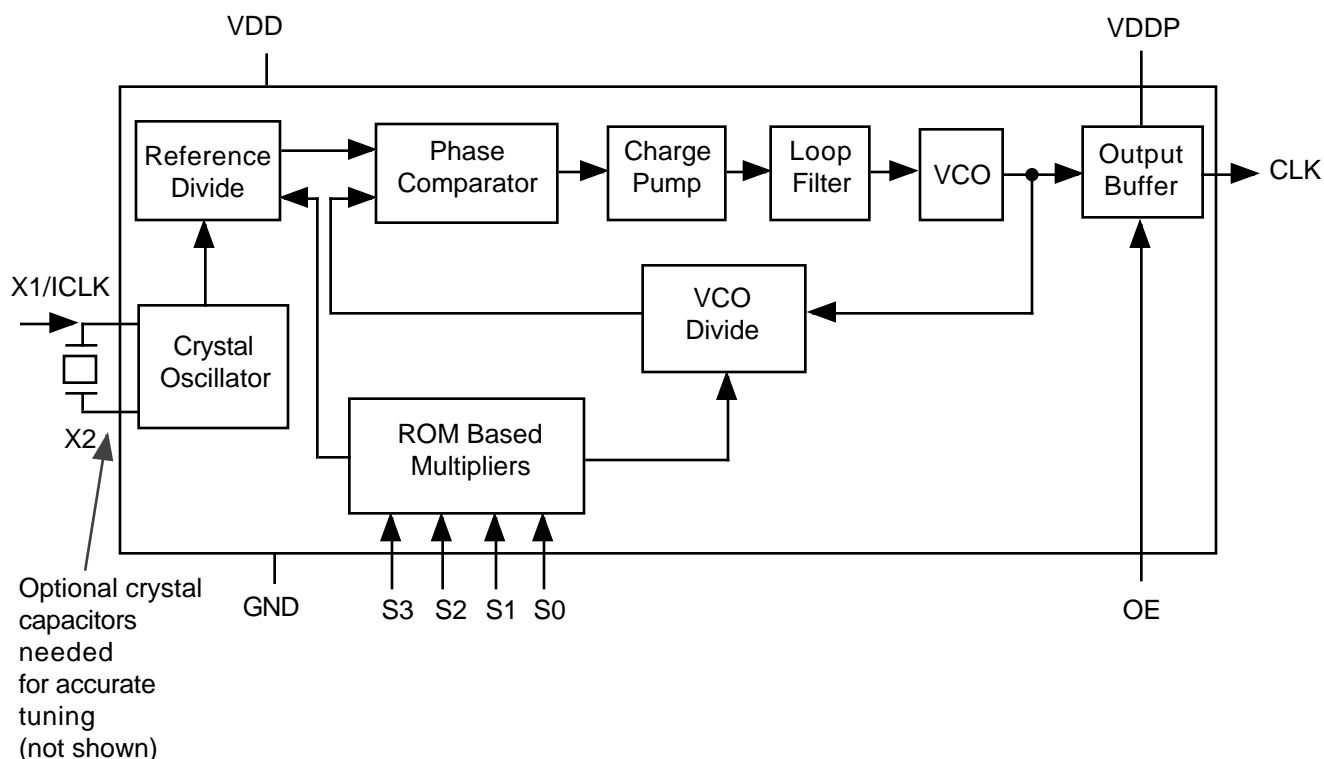 VDD
VDDP
Reference
Divide
Phase
Comparator
Charge
Pump
Loop
Filter
VCO
Output
Buffer
CLK
X1/ICLK
VCO
Divide
Crystal
Oscillator
X2
ROM Based
Multipliers
GND
S3 S2 S1 S0
OE
Optional crystal
capacitors
needed
for accurate
tuning
(not shown)